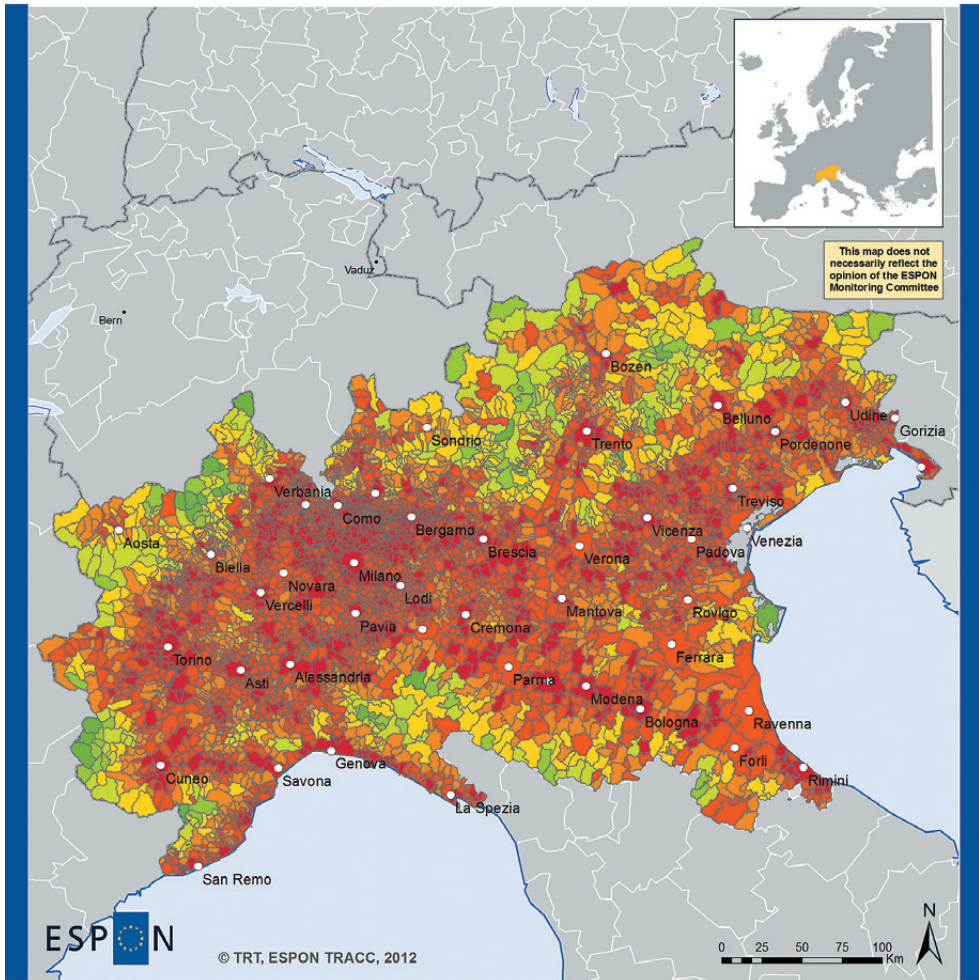 This map does not
necessarily reflect the
opinion of the ESPON
Monitoring Committee
Vaduz
Bern
Bozen
Belluno
Udine
Gorizia
Sondrio
Trento
Pordenone
Verbania
Treviso
Como
Aosta
Bergamo
Vicenza
Venezia
Biella
Brescia
Verona
Padova
Milano
Novara
Lodi
Vercelli
Mantova
Rovigo
Pavia
Cremona
Torino
Ferrara
Asti
Alessandria
Parma
Modena
Bologna
Ravenna
Genova
Forli
Cuneo
Savona
Rimini
La Spezia
San Remo
ESPON
© TRT, ESPON TRACC, 2012
N
0 25 50 75 100
Km